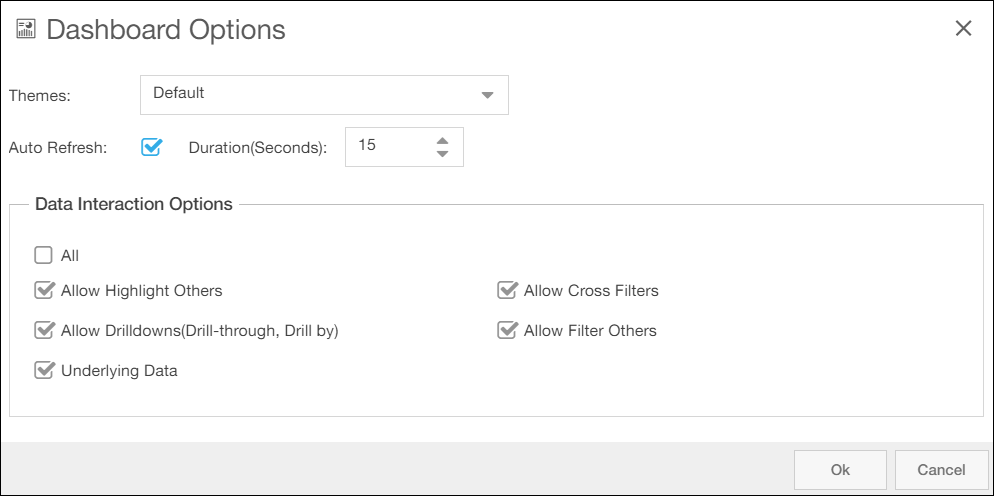 Dashboard Options
Themes: Default
Auto Refresh: Duration(Seconds): 15
Data Interaction Options
All
Allow Highlight Others Allow Cross Filters
Allow Drilldowns(Drill-through, Drill by) Allow Filter Others
Underlying Data
Ok Cancel